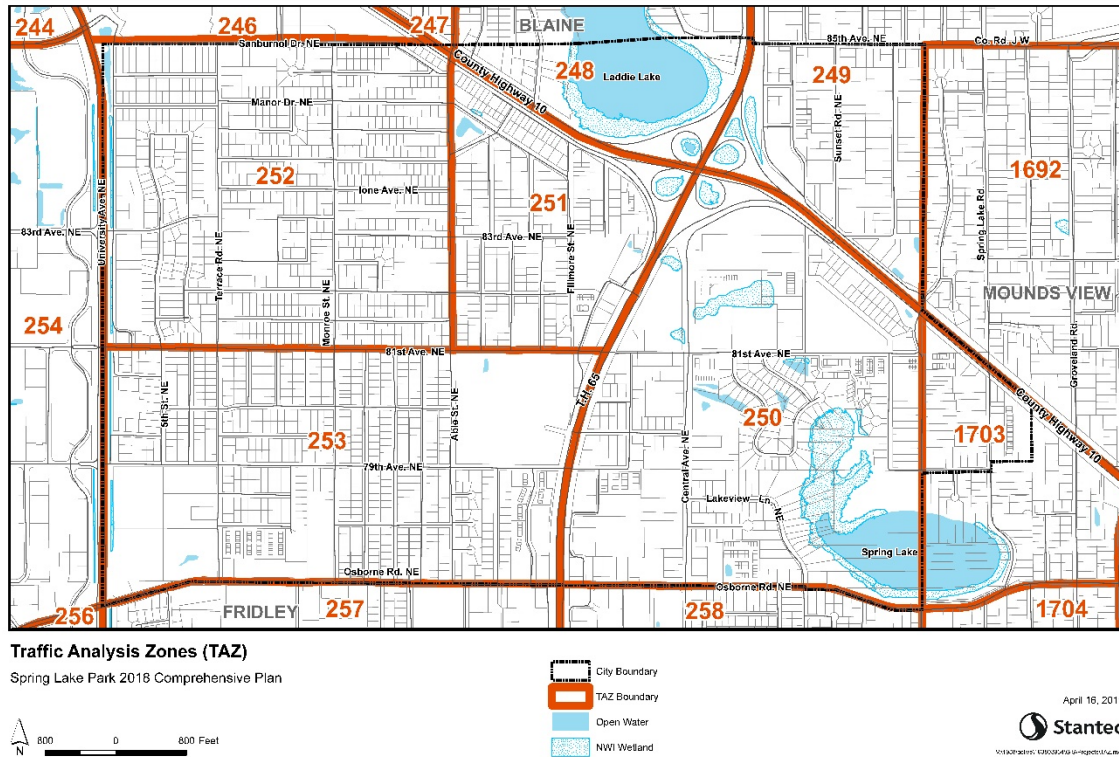 244
246
247
BLAINE
Sanburnol Dr. NE
85th Ave. NE
Co. Rd. J W
County Highway 10
248
Laddie Lake
249
Manor Dr. NE
Sunset Rd. NE
252
Ione Ave. NE
251
1692
University Ave. NE
83rd Ave. NE
83rd Ave. NE
Terrace Rd. NE
Monroe St. NE
Fillmore St. NE
Spring Lake Rd.
MOUNDS VIEW
254
Groveland Rd.
81st Ave. NE
81st Ave. NE
T.H. 65
5th St. NE
Able St. NE
250
County Highway 10
253
1703
79th Ave. NE
Central Ave. NE
Lakeview Ln. NE
Spring Lake
Osborne Rd. NE
Osborne Rd. NE
256
FRIDLEY
257
258
1704
Traffic Analysis Zones (TAZ)
Spring Lake Park 2018 Comprehensive Plan
City Boundary
TAZ Boundary
Open Water
NWI Wetland
800 0 800 Feet
N
April 16, 201
Stantec